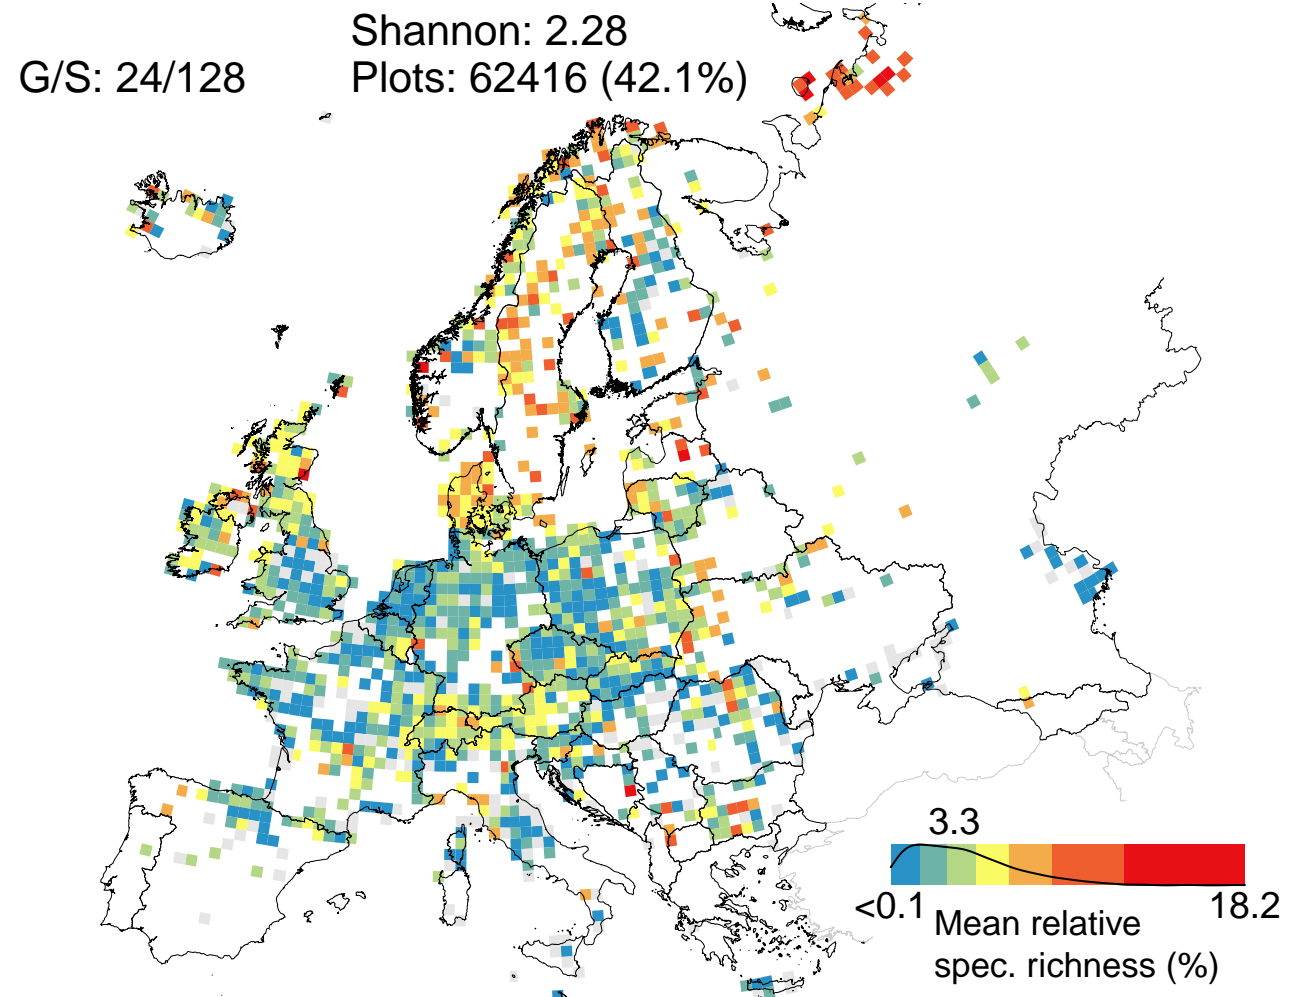 Shannon: 2.28
G/S: 24/128
Plots: 62416 (42.1%)
3.3
<0.1
18.2
Mean relative
spec. richness (%)